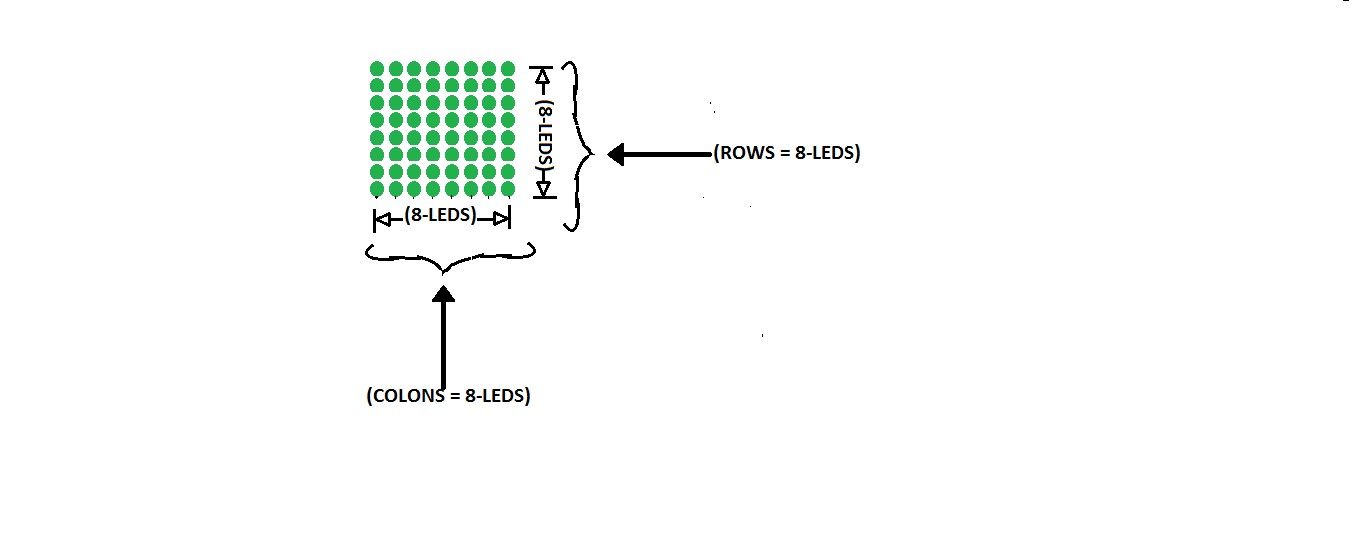 (8-LEDS)
(ROWS = 8-LEDS)
(8-LEDS)
(COLONS = 8-LEDS)